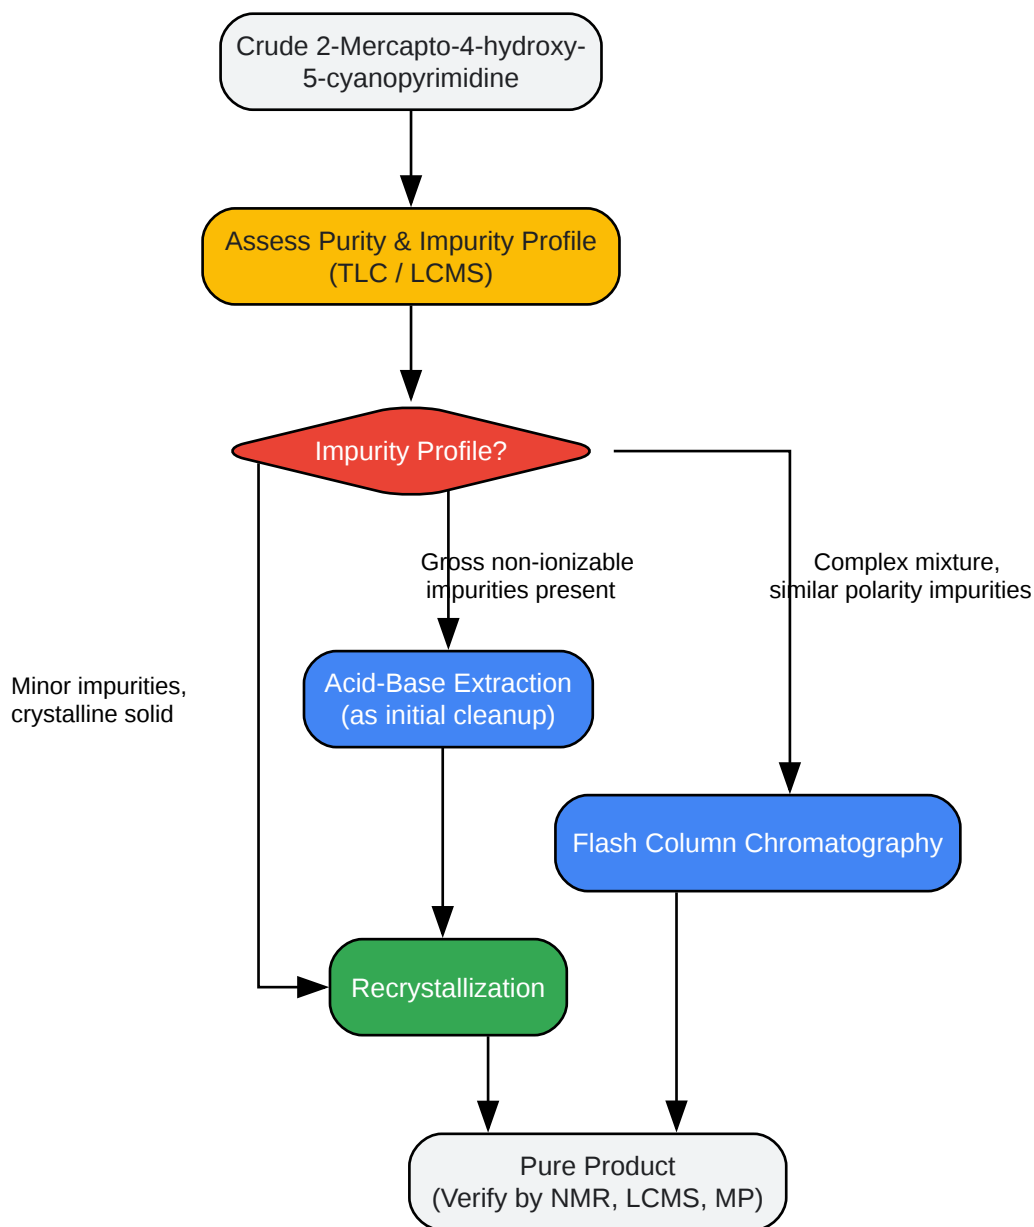 Crude 2-Mercapto-4-hydroxy-
5-cyanopyrimidine
Assess Purity & Impurity Profile
(TLC / LCMS)
Impurity Profile?
Gross non-ionizable
impurities present
Complex mixture,
similar polarity impurities
Minor impurities,
crystalline solid
Acid-Base Extraction
(as initial cleanup)
Flash Column Chromatography
Recrystallization
Pure Product
(Verify by NMR, LCMS, MP)